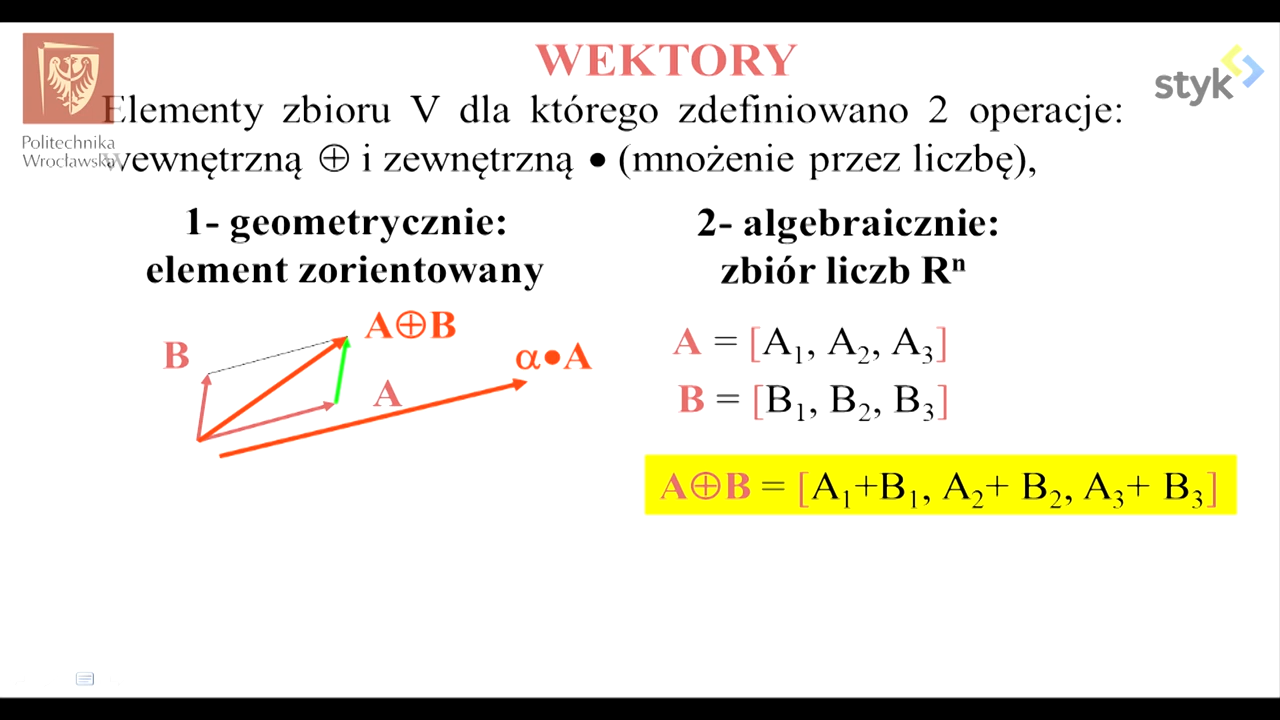 WEKTORY
Elementy zbioru V dla którego zdefiniowano 2 operacje:
wewnętrzną ⊕ i zewnętrzną ● (mnożenie przez liczbę),
Politechnika
Wrocławska
styk
1- geometrycznie:
element zorientowany
2- algebraicznie:
zbiór liczb Rⁿ
A⊕B
B
α●A
A
A = [A₁, A₂, A₃]
B = [B₁, B₂, B₃]
A⊕B = [A₁+B₁, A₂+ B₂, A₃+ B₃]